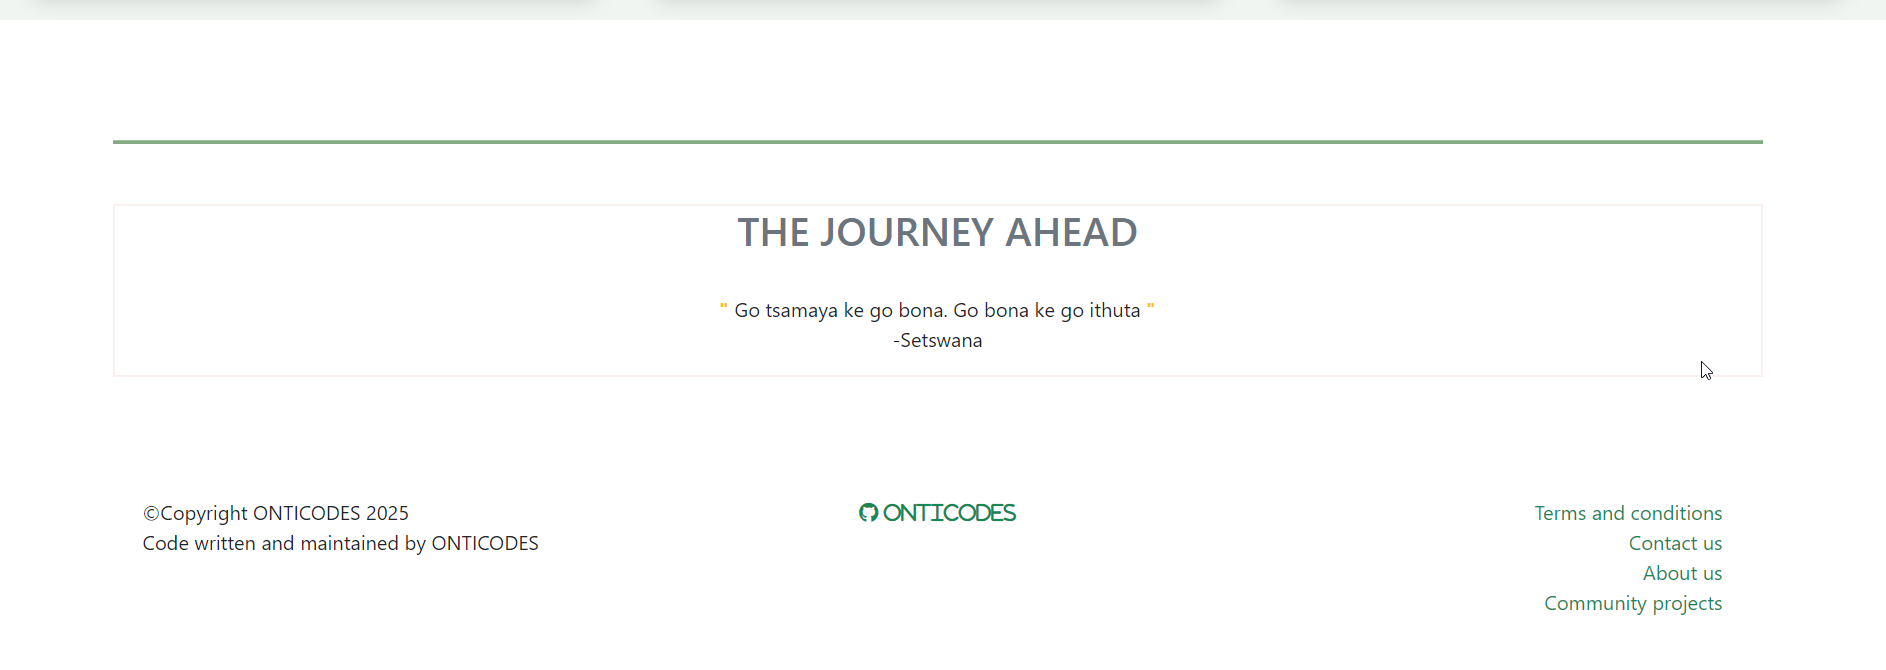 THE JOURNEY AHEAD
" Go tsamaya ke go bona. Go bona ke go ithuta "
-Setswana
©Copyright ONTICODES 2025
Code written and maintained by ONTICODES
ONTICODES
Terms and conditions
Contact us
About us
Community projects